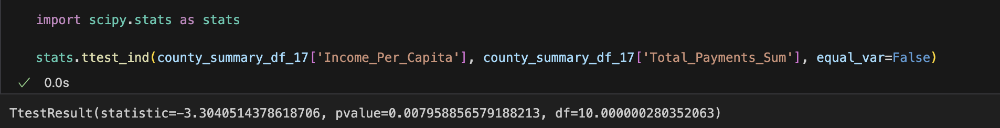 import scipy.stats as stats
stats.ttest_ind(county_summary_df_17['Income_Per_Capita'], county_summary_df_17['Total_Payments_Sum'], equal_var=False)
0.0s
TtestResult(statistic=-3.3040514378618706, pvalue=0.007958856579188213, df=10.000000280352063)